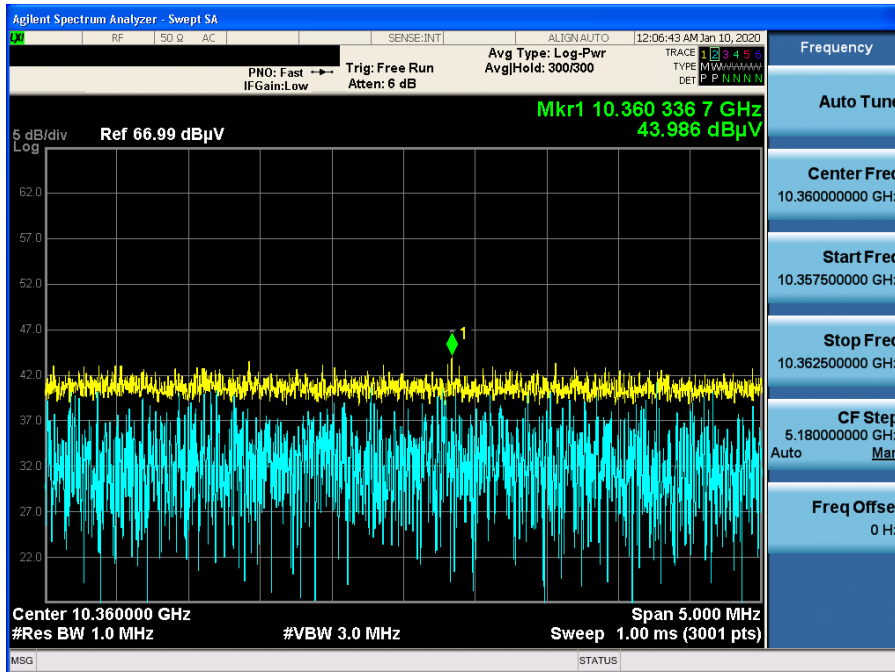 Agilent Spectrum Analyzer - Swept SA
LXI RF 50 Ω AC SENSE:INT ALIGN AUTO 12:06:43 AM Jan 10, 2020
PNO: Fast
IFGain:Low
Trig: Free Run
Atten: 6 dB
Avg Type: Log-Pwr
Avg|Hold: 300/300
TRACE 1 2 3 4 5 6
TYPE MWWWWW
DET P P N N N N
Mkr1 10.360 336 7 GHz
43.986 dBµV
5 dB/div Ref 66.99 dBµV
Log
62.0
57.0
52.0
47.0
42.0
37.0
32.0
27.0
22.0
1
Center 10.360000 GHz Span 5.000 MHz
#Res BW 1.0 MHz #VBW 3.0 MHz Sweep 1.00 ms (3001 pts)
MSG STATUS
Frequency
Auto Tune
Center Freq
10.360000000 GHz
Start Freq
10.357500000 GHz
Stop Freq
10.362500000 GHz
CF Step
5.180000000 GHz
Auto Man
Freq Offse
0 Hz